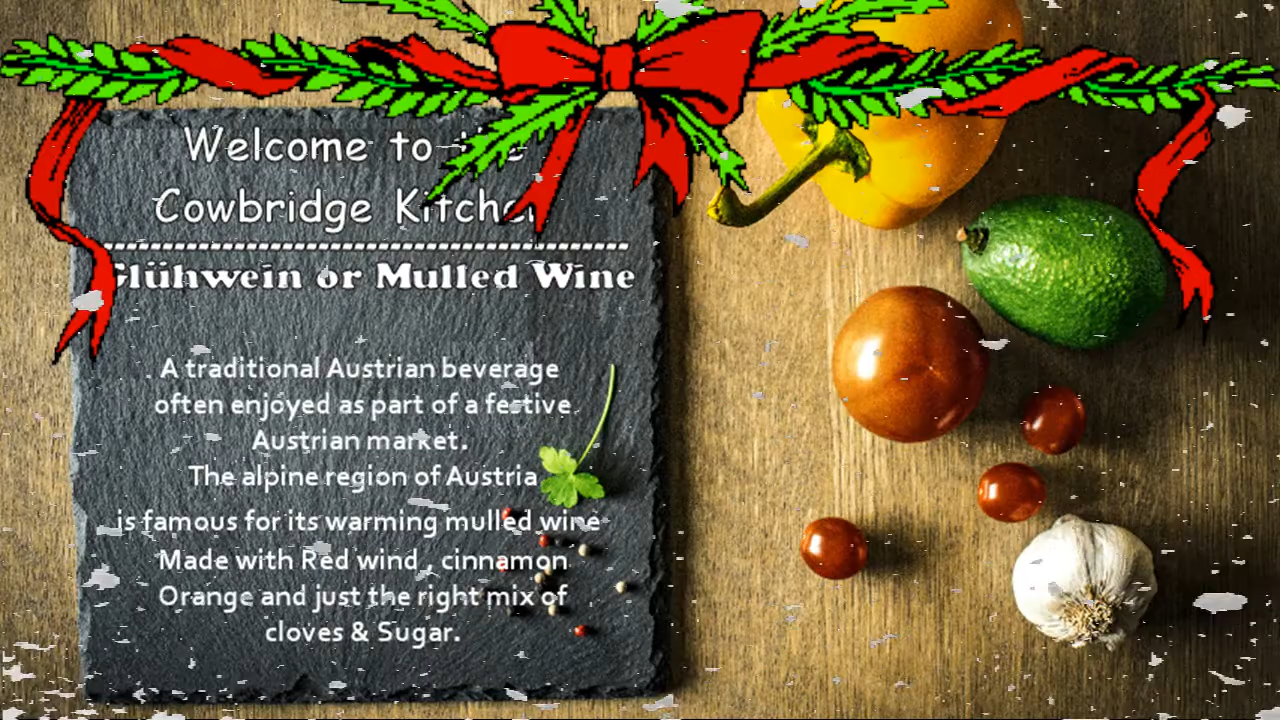 Welcome to the
Cowbridge Kitchen
Glühwein or Mulled Wine
A traditional Austrian beverage
often enjoyed as part of a festive
Austrian market.
The alpine region of Austria
is famous for its warming mulled wine
Made with Red wind , cinnamon
Orange and just the right mix of
cloves & Sugar.